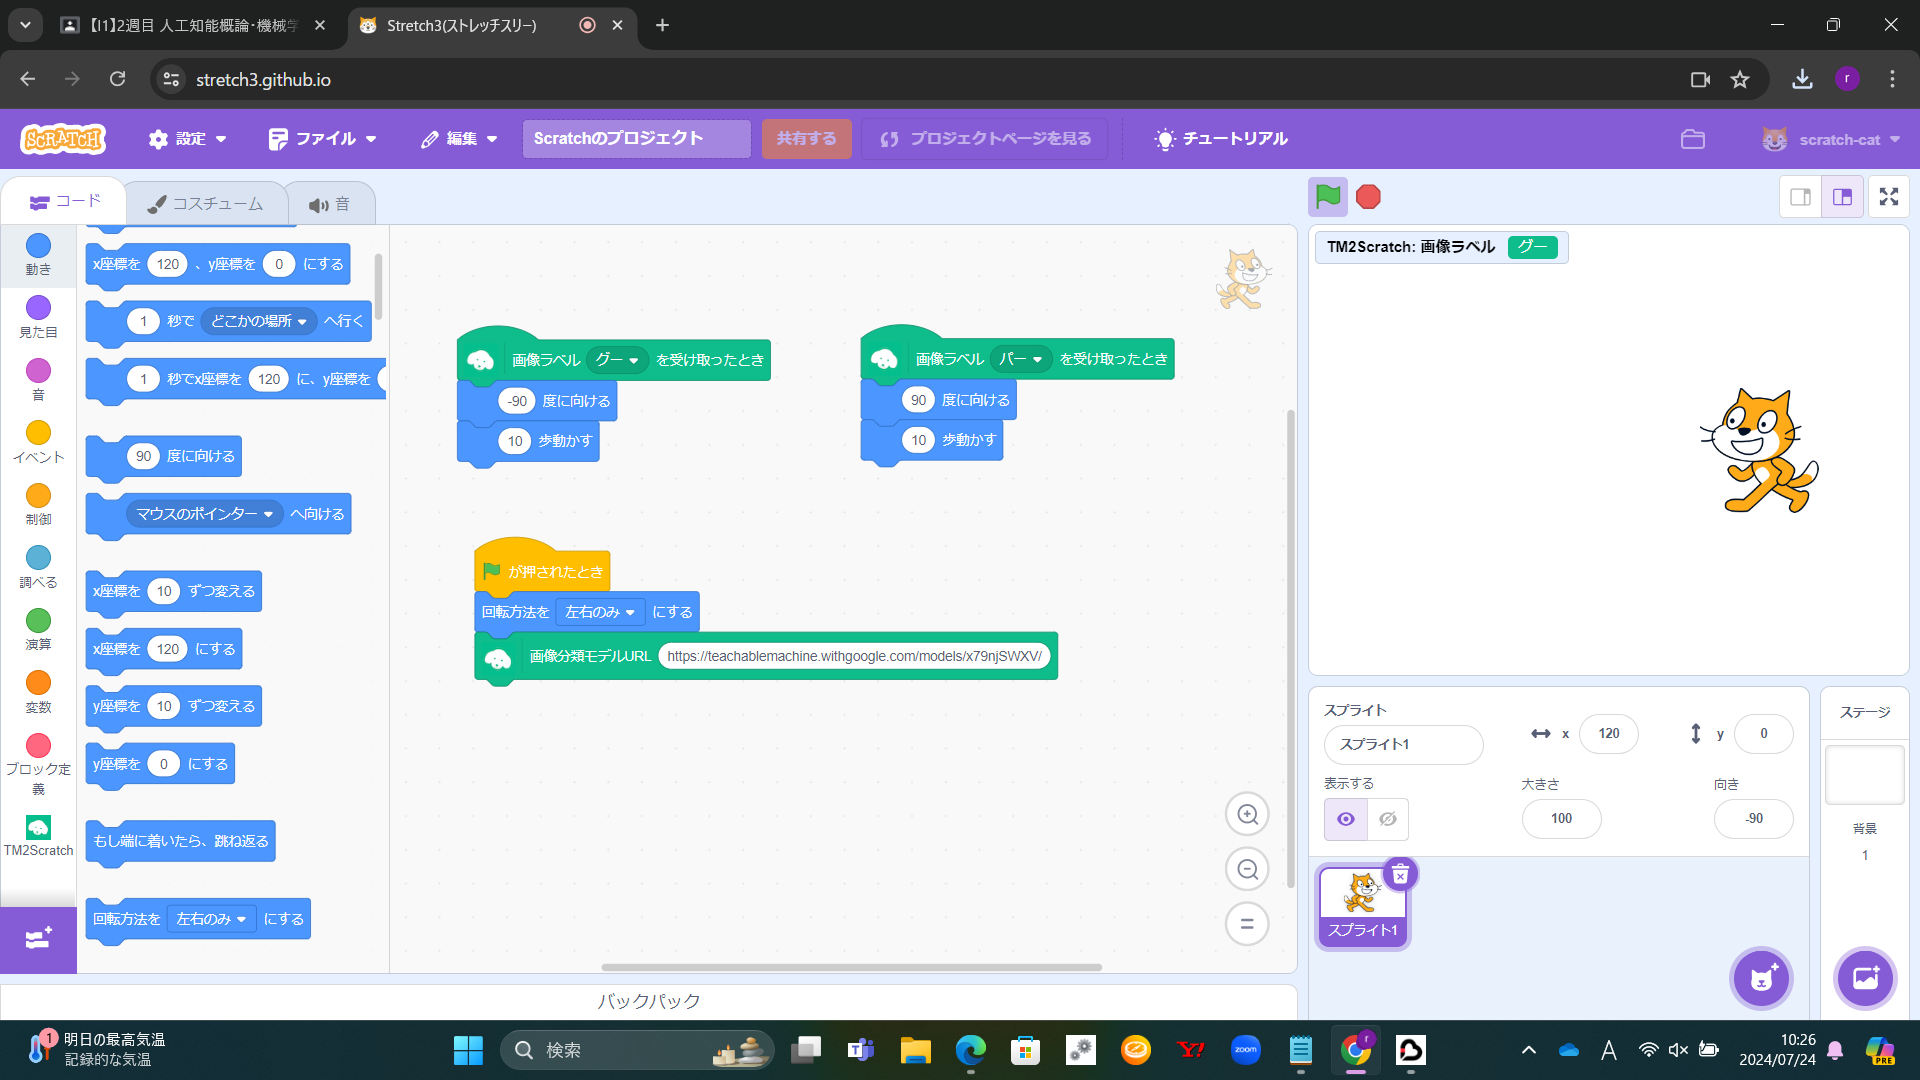 【I1】2週目 人工知能概論・機械学
Stretch3(ストレッチスリー)
stretch3.github.io
r
SCRATCH
設定
ファイル
編集
Scratchのプロジェクト
共有する
プロジェクトページを見る
チュートリアル
scratch-cat
コード
コスチューム
音
動き
見た目
音
イベント
制御
調べる
演算
変数
ブロック定
義
TM2Scratch
x座標を 120 、y座標を 0 にする
1 秒で どこかの場所 へ行く
1 秒でx座標を 120 に、y座標を
90 度に向ける
マウスのポインター へ向ける
x座標を 10 ずつ変える
x座標を 120 にする
y座標を 10 ずつ変える
y座標を 0 にする
もし端に着いたら、跳ね返る
回転方法を 左右のみ にする
画像ラベル グー を受け取ったとき
-90 度に向ける
10 歩動かす
画像ラベル パー を受け取ったとき
90 度に向ける
10 歩動かす
が押されたとき
回転方法を 左右のみ にする
画像分類モデルURL https://teachablemachine.withgoogle.com/models/x79njSWXV/
バックパック
TM2Scratch: 画像ラベル グー
スプライト
スプライト1
x 120
y 0
表示する
大きさ
100
向き
-90
スプライト1
ステージ
背景
1
1
明日の最高気温
記録的な気温
検索
zoom
r
A
10:26
2024/07/24
PRE